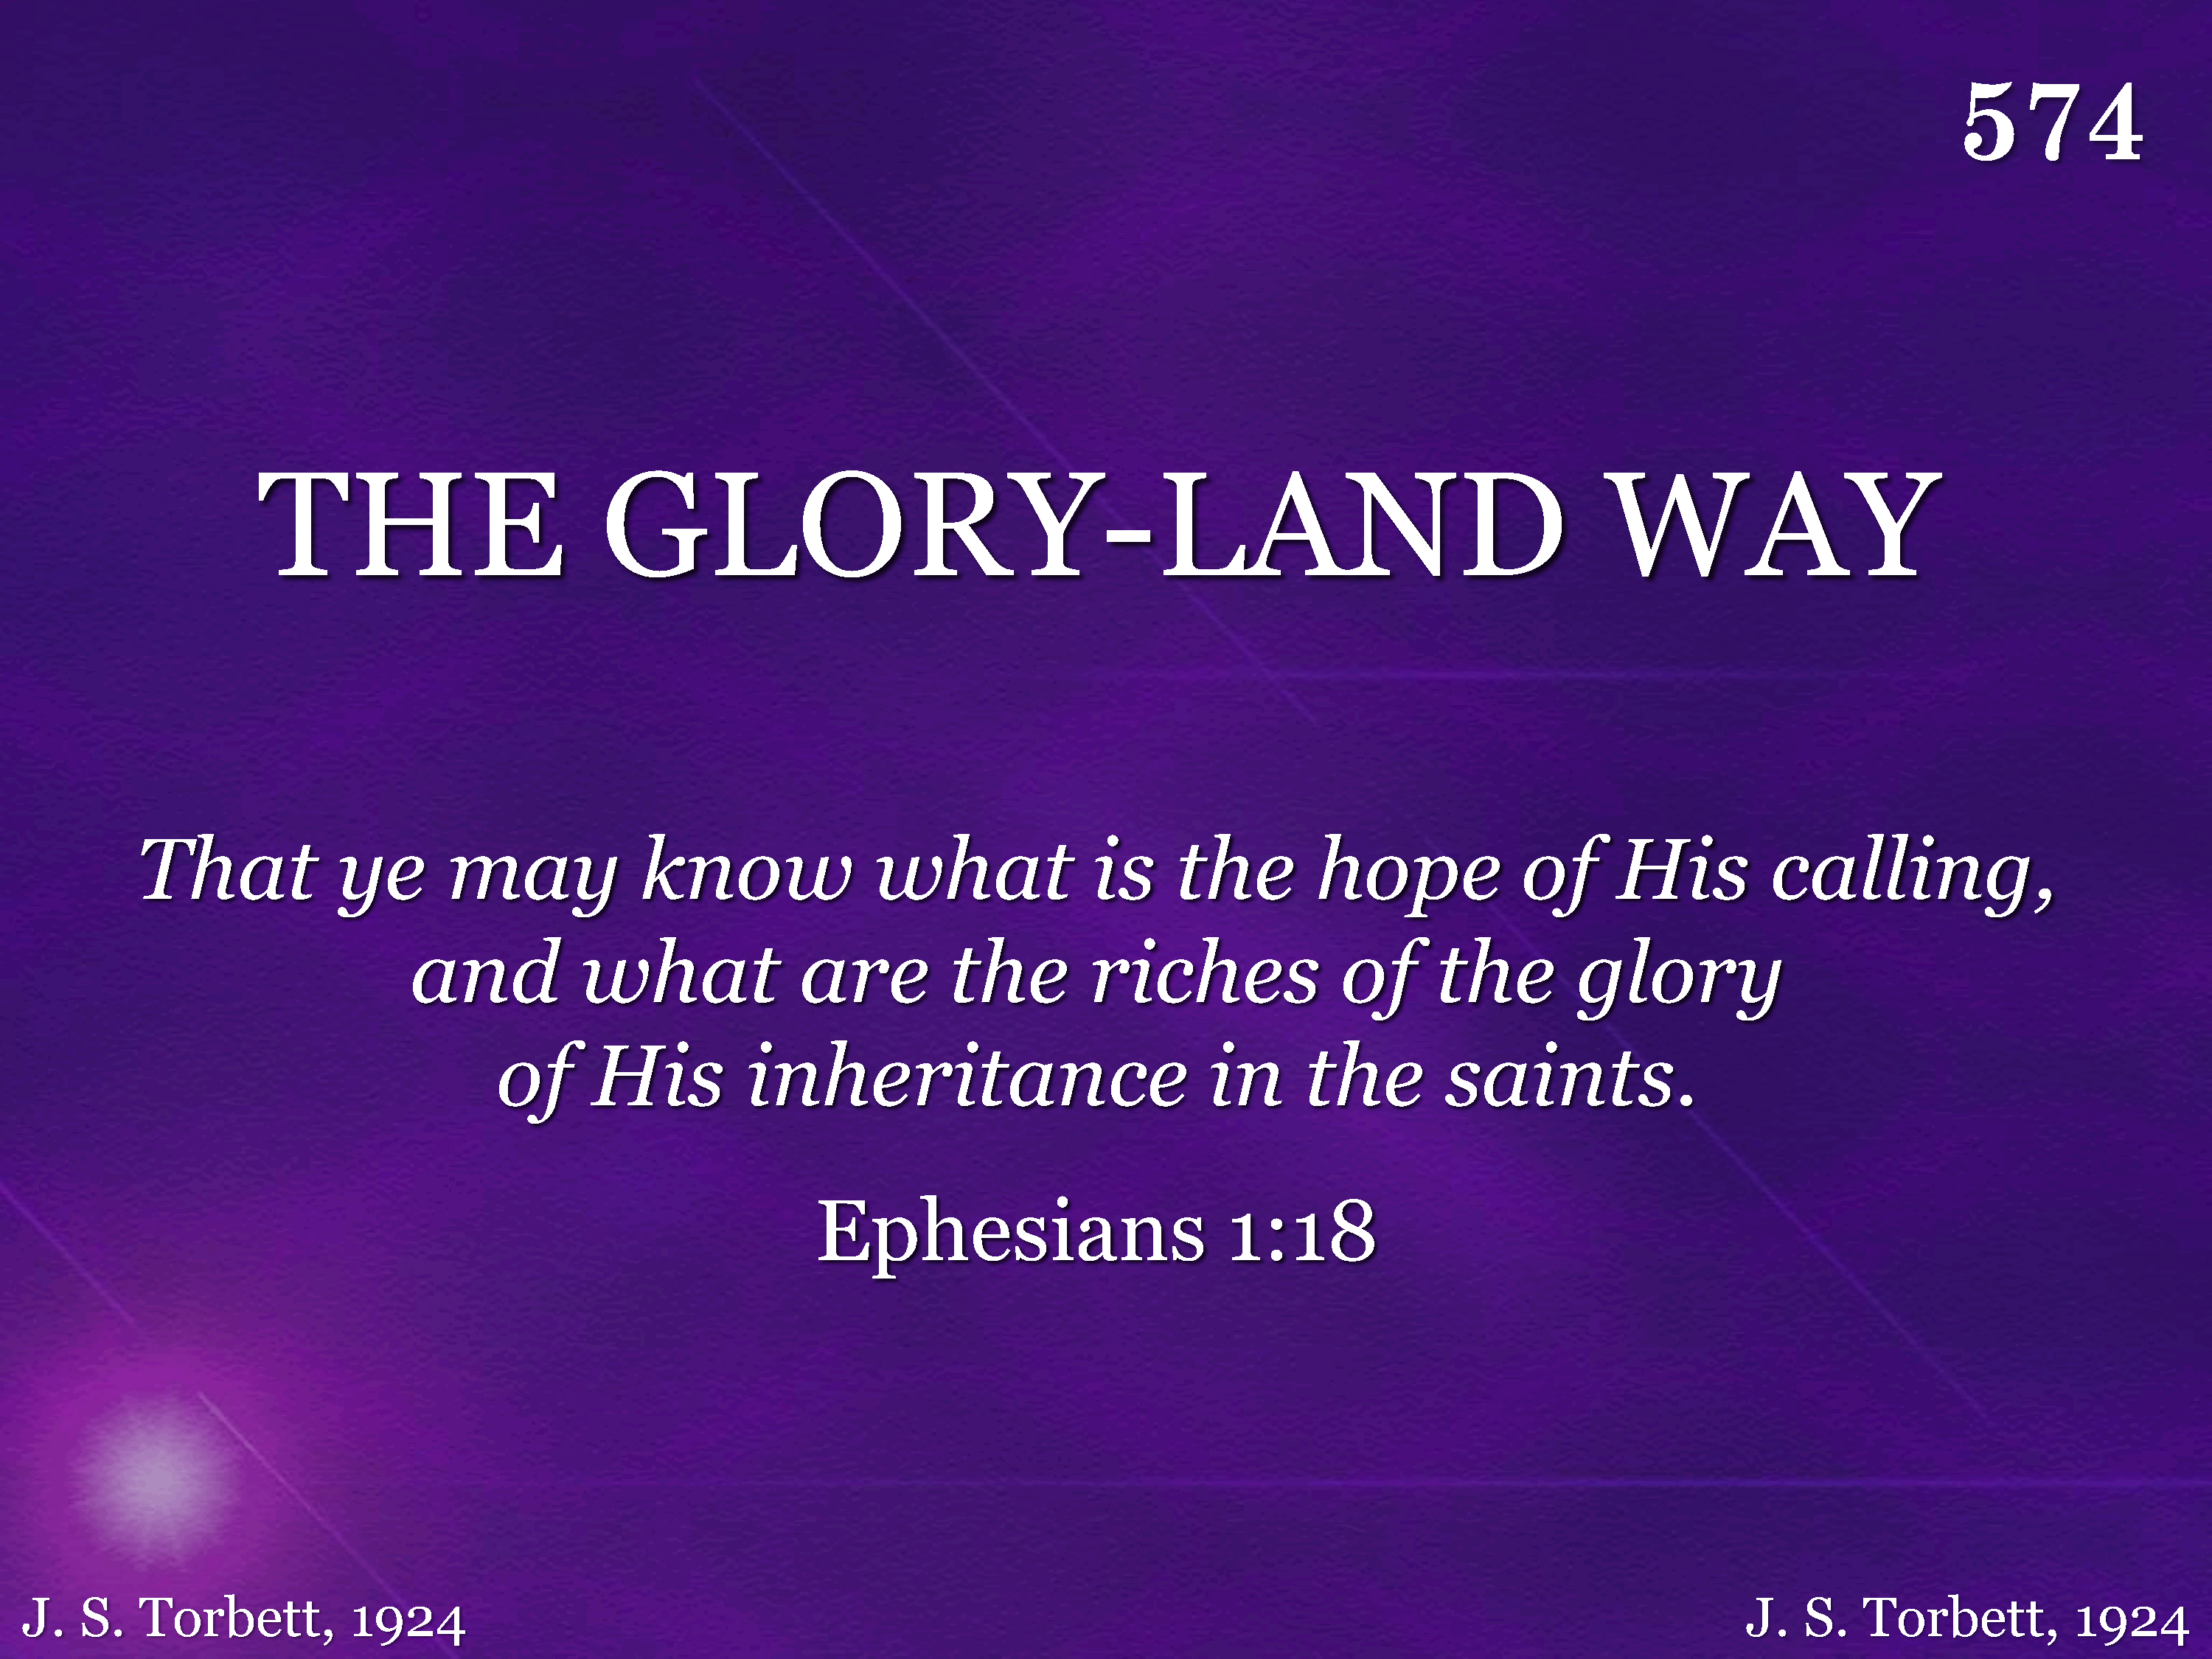 574
THE GLORY-LAND WAY
That ye may know what is the hope of His calling,
and what are the riches of the glory
of His inheritance in the saints.
Ephesians 1:18
J. S. Torbett, 1924
J. S. Torbett, 1924